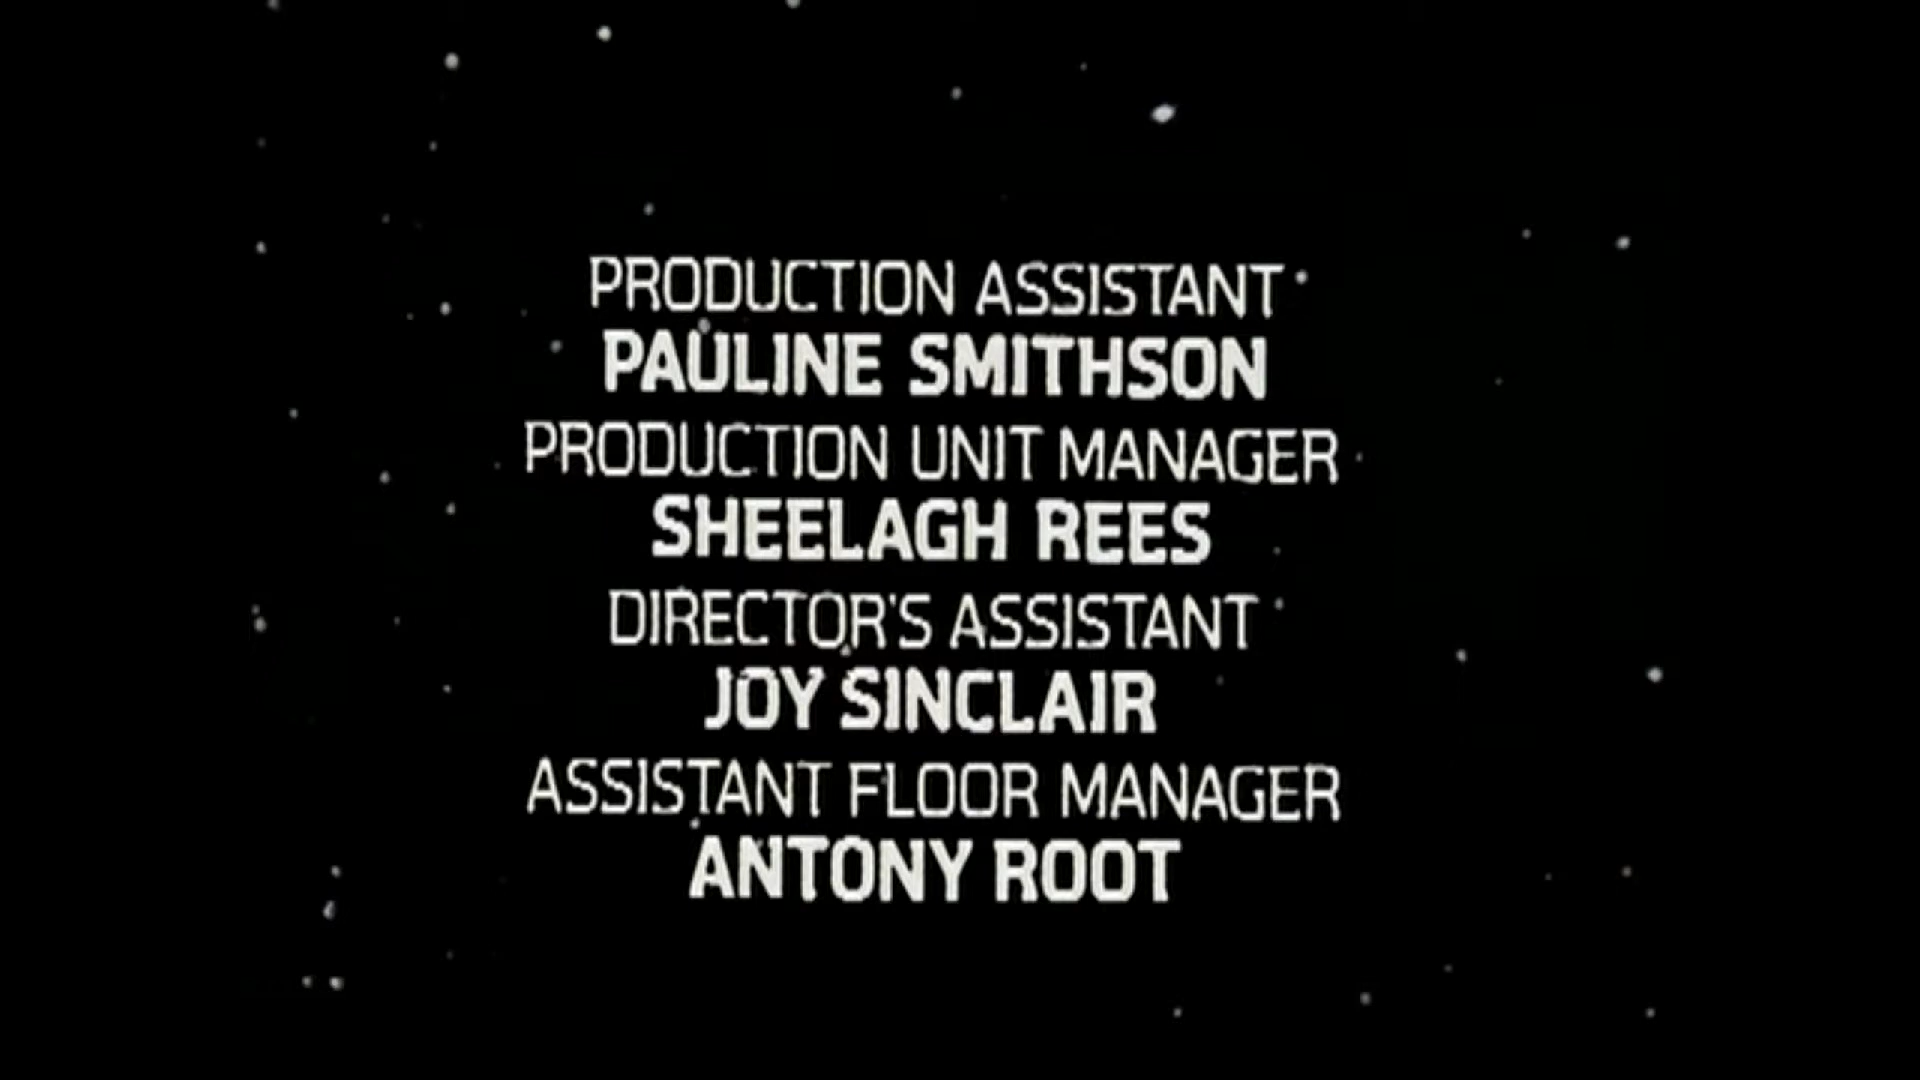 PRODUCTION ASSISTANT
PAULINE SMITHSON
PRODUCTION UNIT MANAGER
SHEELAGH REES
DIRECTOR'S ASSISTANT
JOY SINCLAIR
ASSISTANT FLOOR MANAGER
ANTONY ROOT